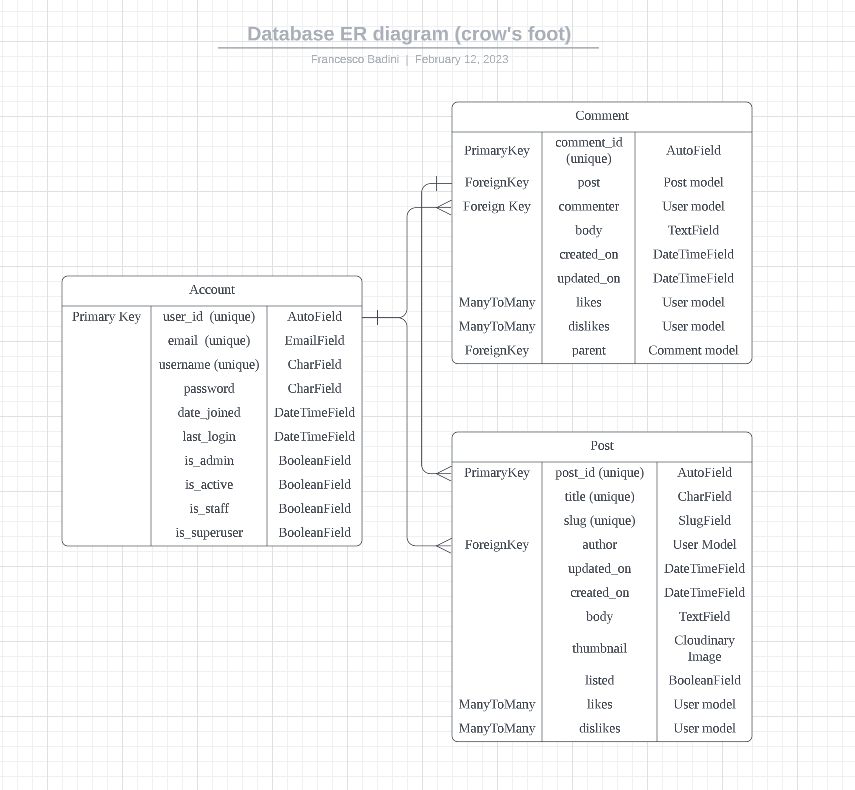 Database ER diagram (crow's foot)
Francesco Badini | February 12, 2023
Comment
PrimaryKey comment_id (unique) AutoField
ForeignKey post Post model
Foreign Key commenter User model
body TextField
created_on DateTimeField
updated_on DateTimeField
ManyToMany likes User model
ManyToMany dislikes User model
ForeignKey parent Comment model
Account
Primary Key user_id (unique) AutoField
email (unique) EmailField
username (unique) CharField
password CharField
date_joined DateTimeField
last_login DateTimeField
is_admin BooleanField
is_active BooleanField
is_staff BooleanField
is_superuser BooleanField
Post
PrimaryKey post_id (unique) AutoField
title (unique) CharField
slug (unique) SlugField
ForeignKey author User Model
updated_on DateTimeField
created_on DateTimeField
body TextField
thumbnail Cloudinary Image
listed BooleanField
ManyToMany likes User model
ManyToMany dislikes User model